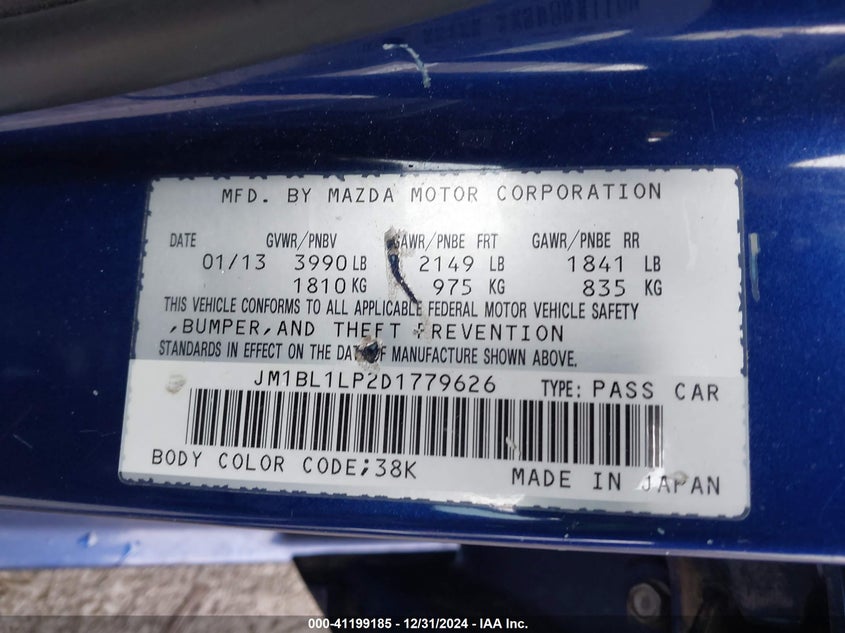 MFD. BY MAZDA MOTOR CORPORATION
DATE GVWR/PNBV GAWR/PNBE FRT GAWR/PNBE RR
01/13 3990 LB 2149 LB 1841 LB
1810 KG 975 KG 835 KG
THIS VEHICLE CONFORMS TO ALL APPLICABLE FEDERAL MOTOR VEHICLE SAFETY
,BUMPER,AND THEFT PREVENTION
STANDARDS IN EFFECT ON THE DATE OF MANUFACTURE SHOWN ABOVE.
JM1BL1LP2D1779626 TYPE: PASS CAR
BODY COLOR CODE;38K MADE IN JAPAN
000-41199185 - 12/31/2024 - IAA Inc.